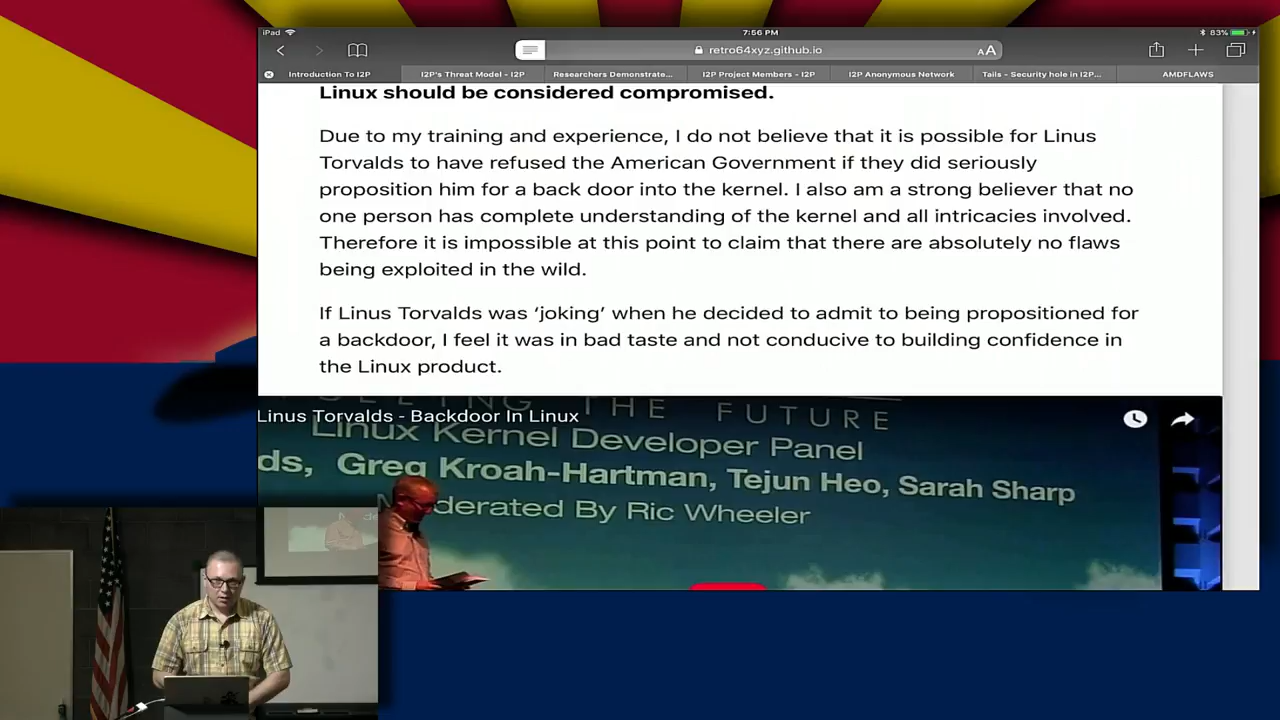 iPad
7:56 PM
83%
retro64xyz.github.io
AA
Introduction To I2P
I2P's Threat Model - I2P
Researchers Demonstrate...
I2P Project Members - I2P
I2P Anonymous Network
Tails - Security hole in I2P...
AMDFLAWS
Linux should be considered compromised.
Due to my training and experience, I do not believe that it is possible for Linus
Torvalds to have refused the American Government if they did seriously
proposition him for a back door into the kernel. I also am a strong believer that no
one person has complete understanding of the kernel and all intricacies involved.
Therefore it is impossible at this point to claim that there are absolutely no flaws
being exploited in the wild.
If Linus Torvalds was ‘joking’ when he decided to admit to being propositioned for
a backdoor, I feel it was in bad taste and not conducive to building confidence in
the Linux product.
Linus Torvalds - Backdoor In Linux
THE FUTURE
Linux Kernel Developer Panel
ds, Greg Kroah-Hartman, Tejun Heo, Sarah Sharp
Moderated By Ric Wheeler